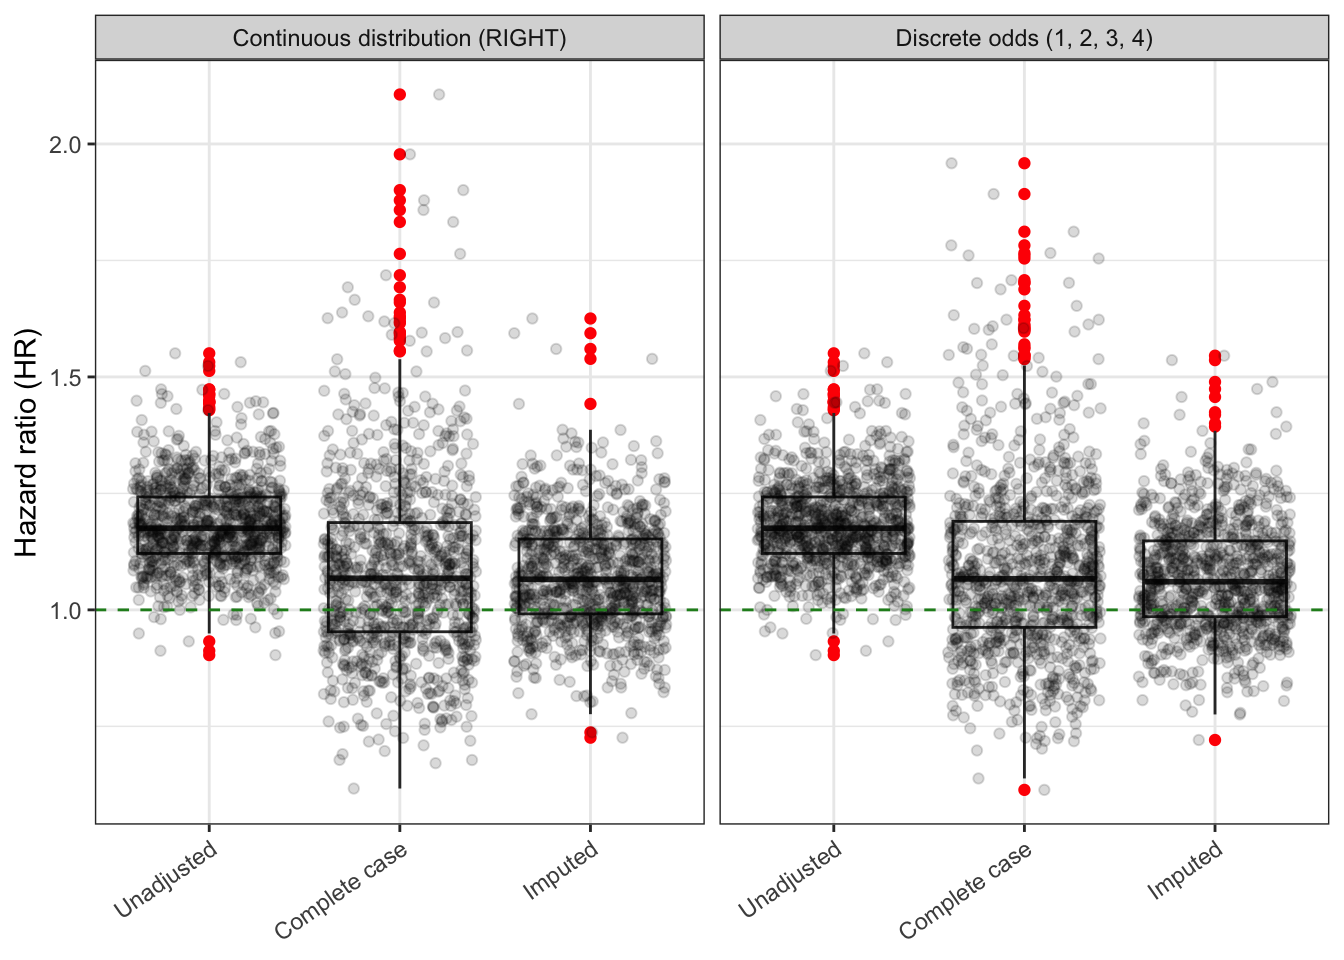 Continuous distribution (RIGHT)
Discrete odds (1, 2, 3, 4)
Hazard ratio (HR)
2.0
1.5
1.0
Unadjusted
Complete case
Imputed
Unadjusted
Complete case
Imputed